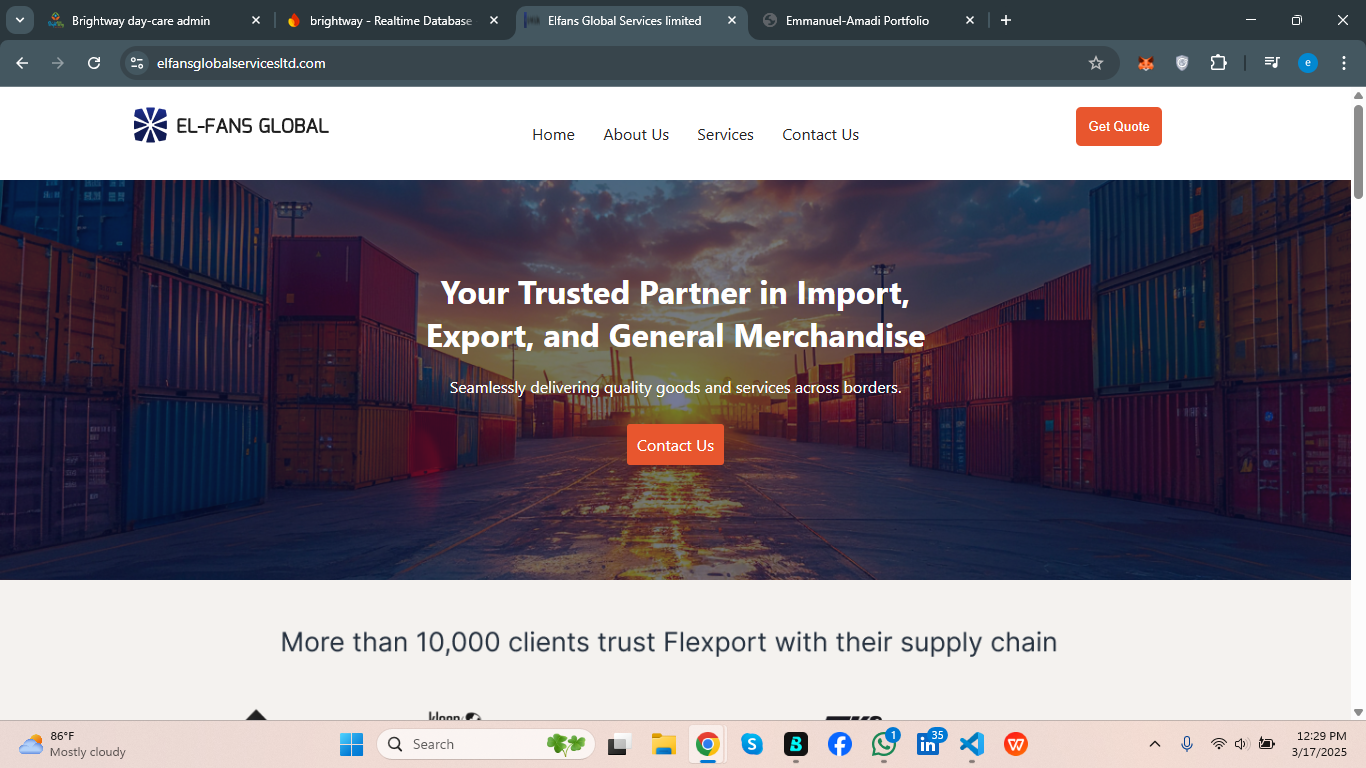 Brightway day-care admin
brightway - Realtime Database
Elfans Global Services limited
Emmanuel-Amadi Portfolio
elfansglobalservicesltd.com
e
EL-FANS GLOBAL
Home
About Us
Services
Contact Us
Get Quote
Your Trusted Partner in Import,
Export, and General Merchandise
Seamlessly delivering quality goods and services across borders.
Contact Us
More than 10,000 clients trust Flexport with their supply chain
86°F
Mostly cloudy
Search
1
35
12:29 PM
3/17/2025